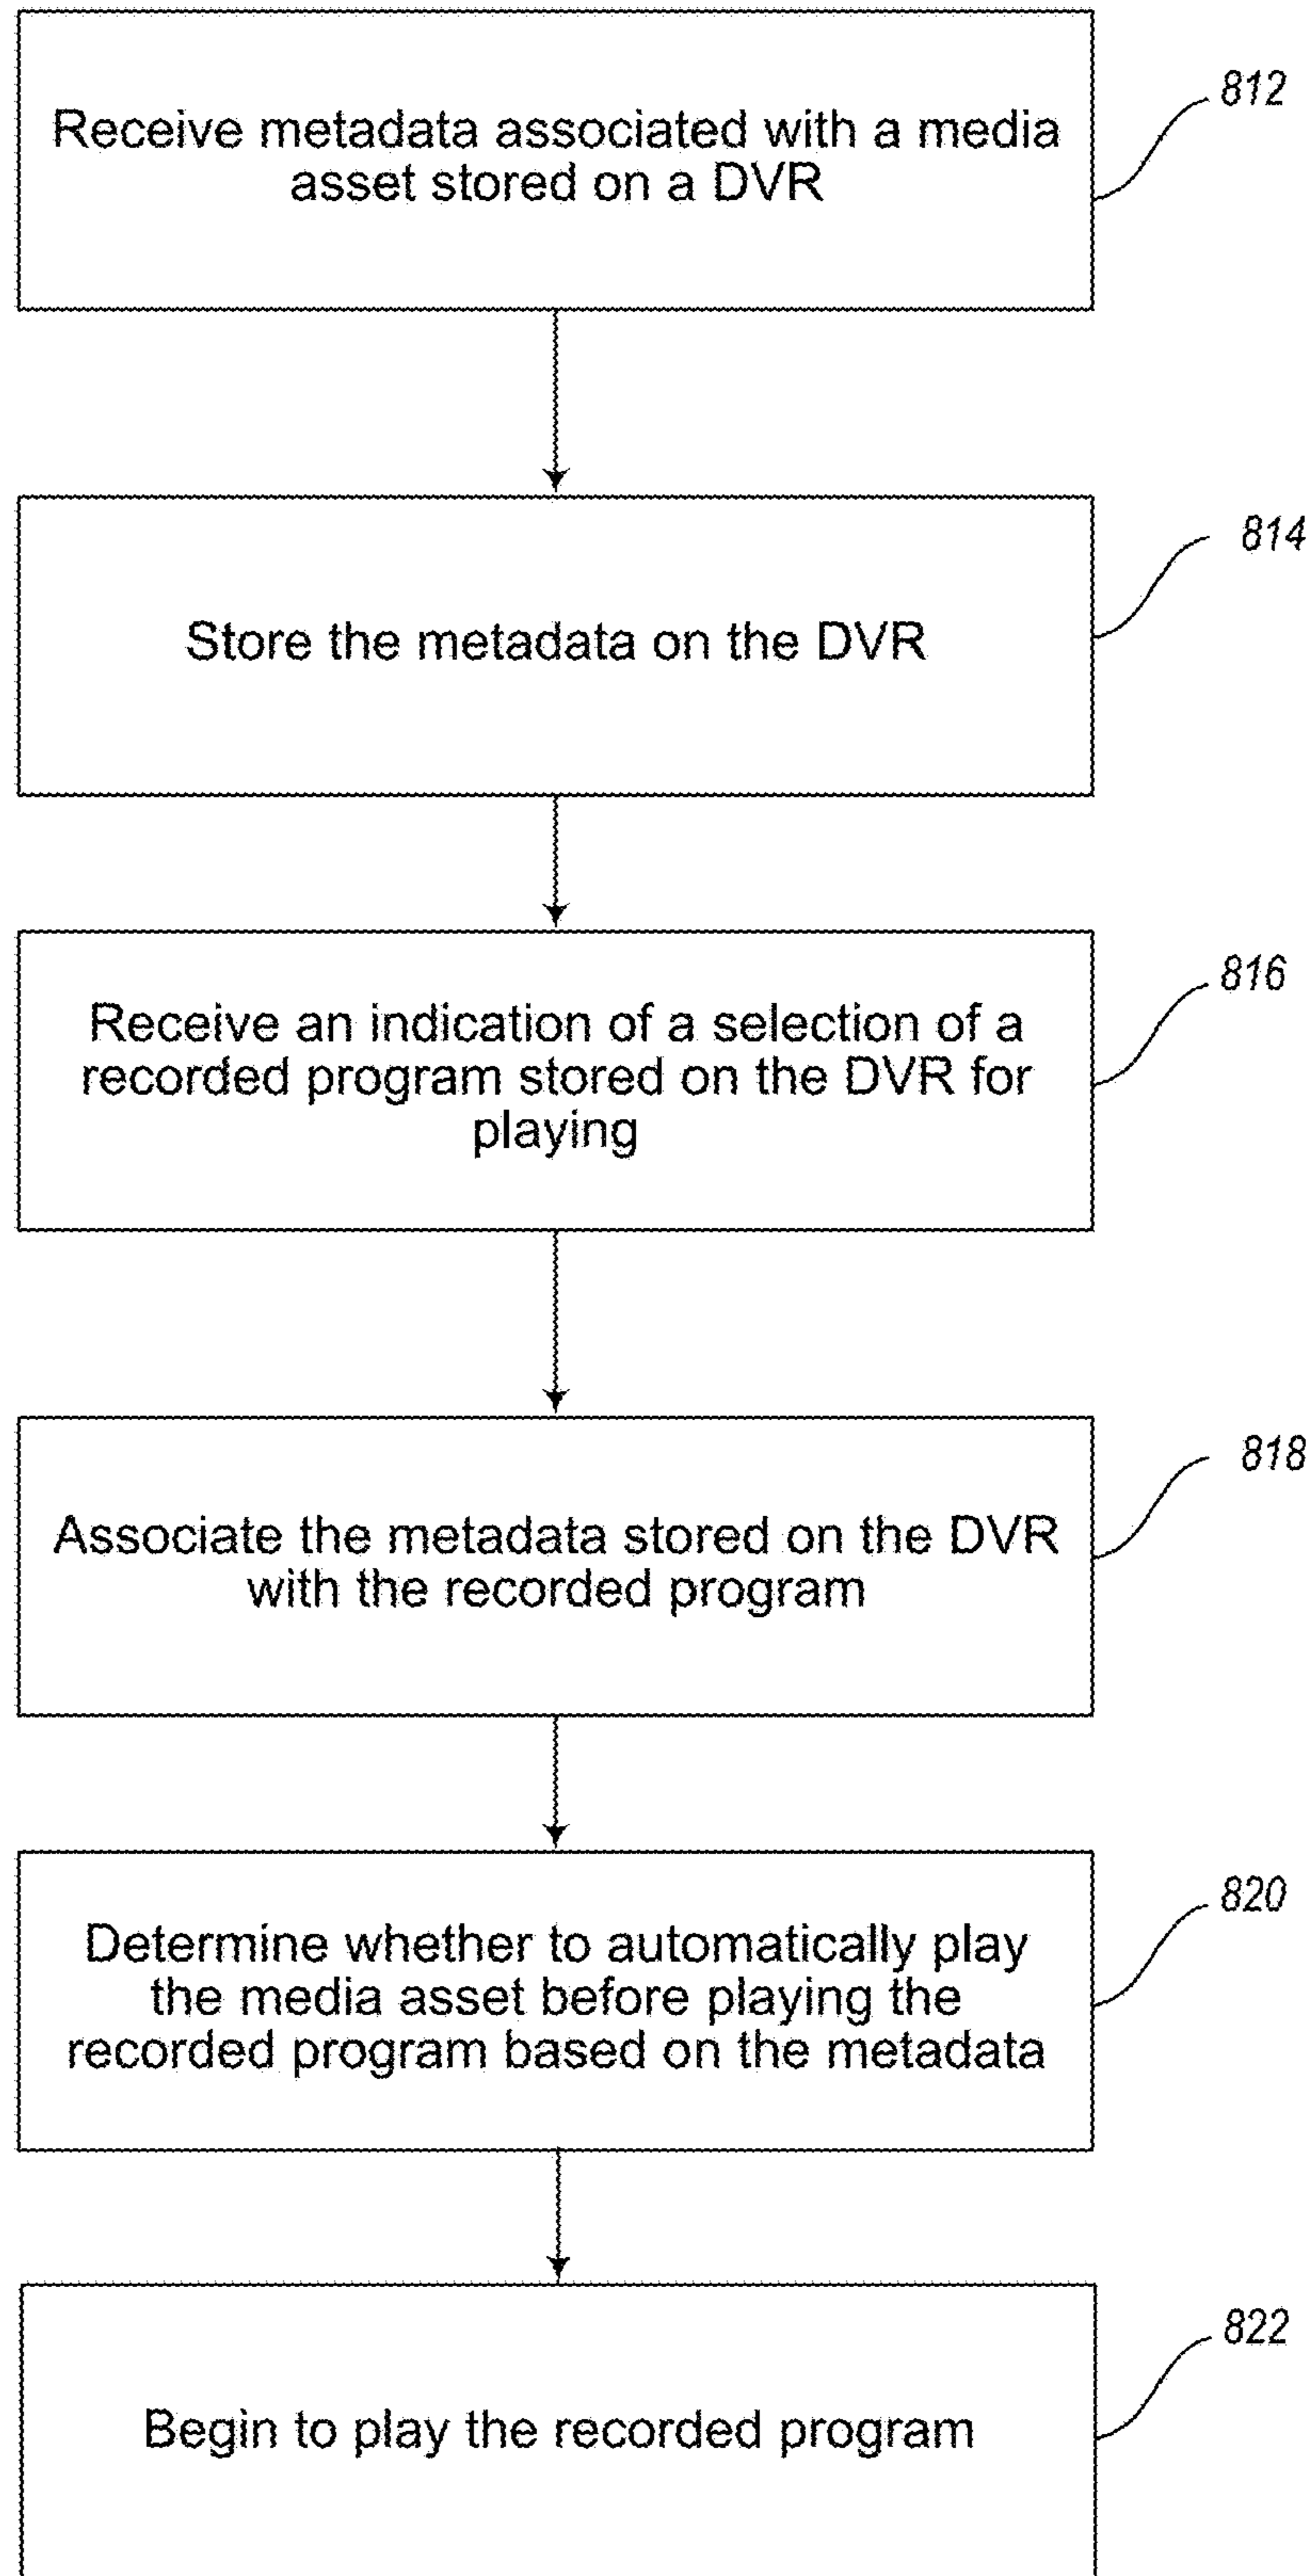 Receive metadata associated with a media
asset stored on a DVR
812
Store the metadata on the DVR
814
Receive an indication of a selection of a
recorded program stored on the DVR for
playing
816
Associate the metadata stored on the DVR
with the recorded program
818
Determine whether to automatically play
the media asset before playing the
recorded program based on the metadata
820
Begin to play the recorded program
822